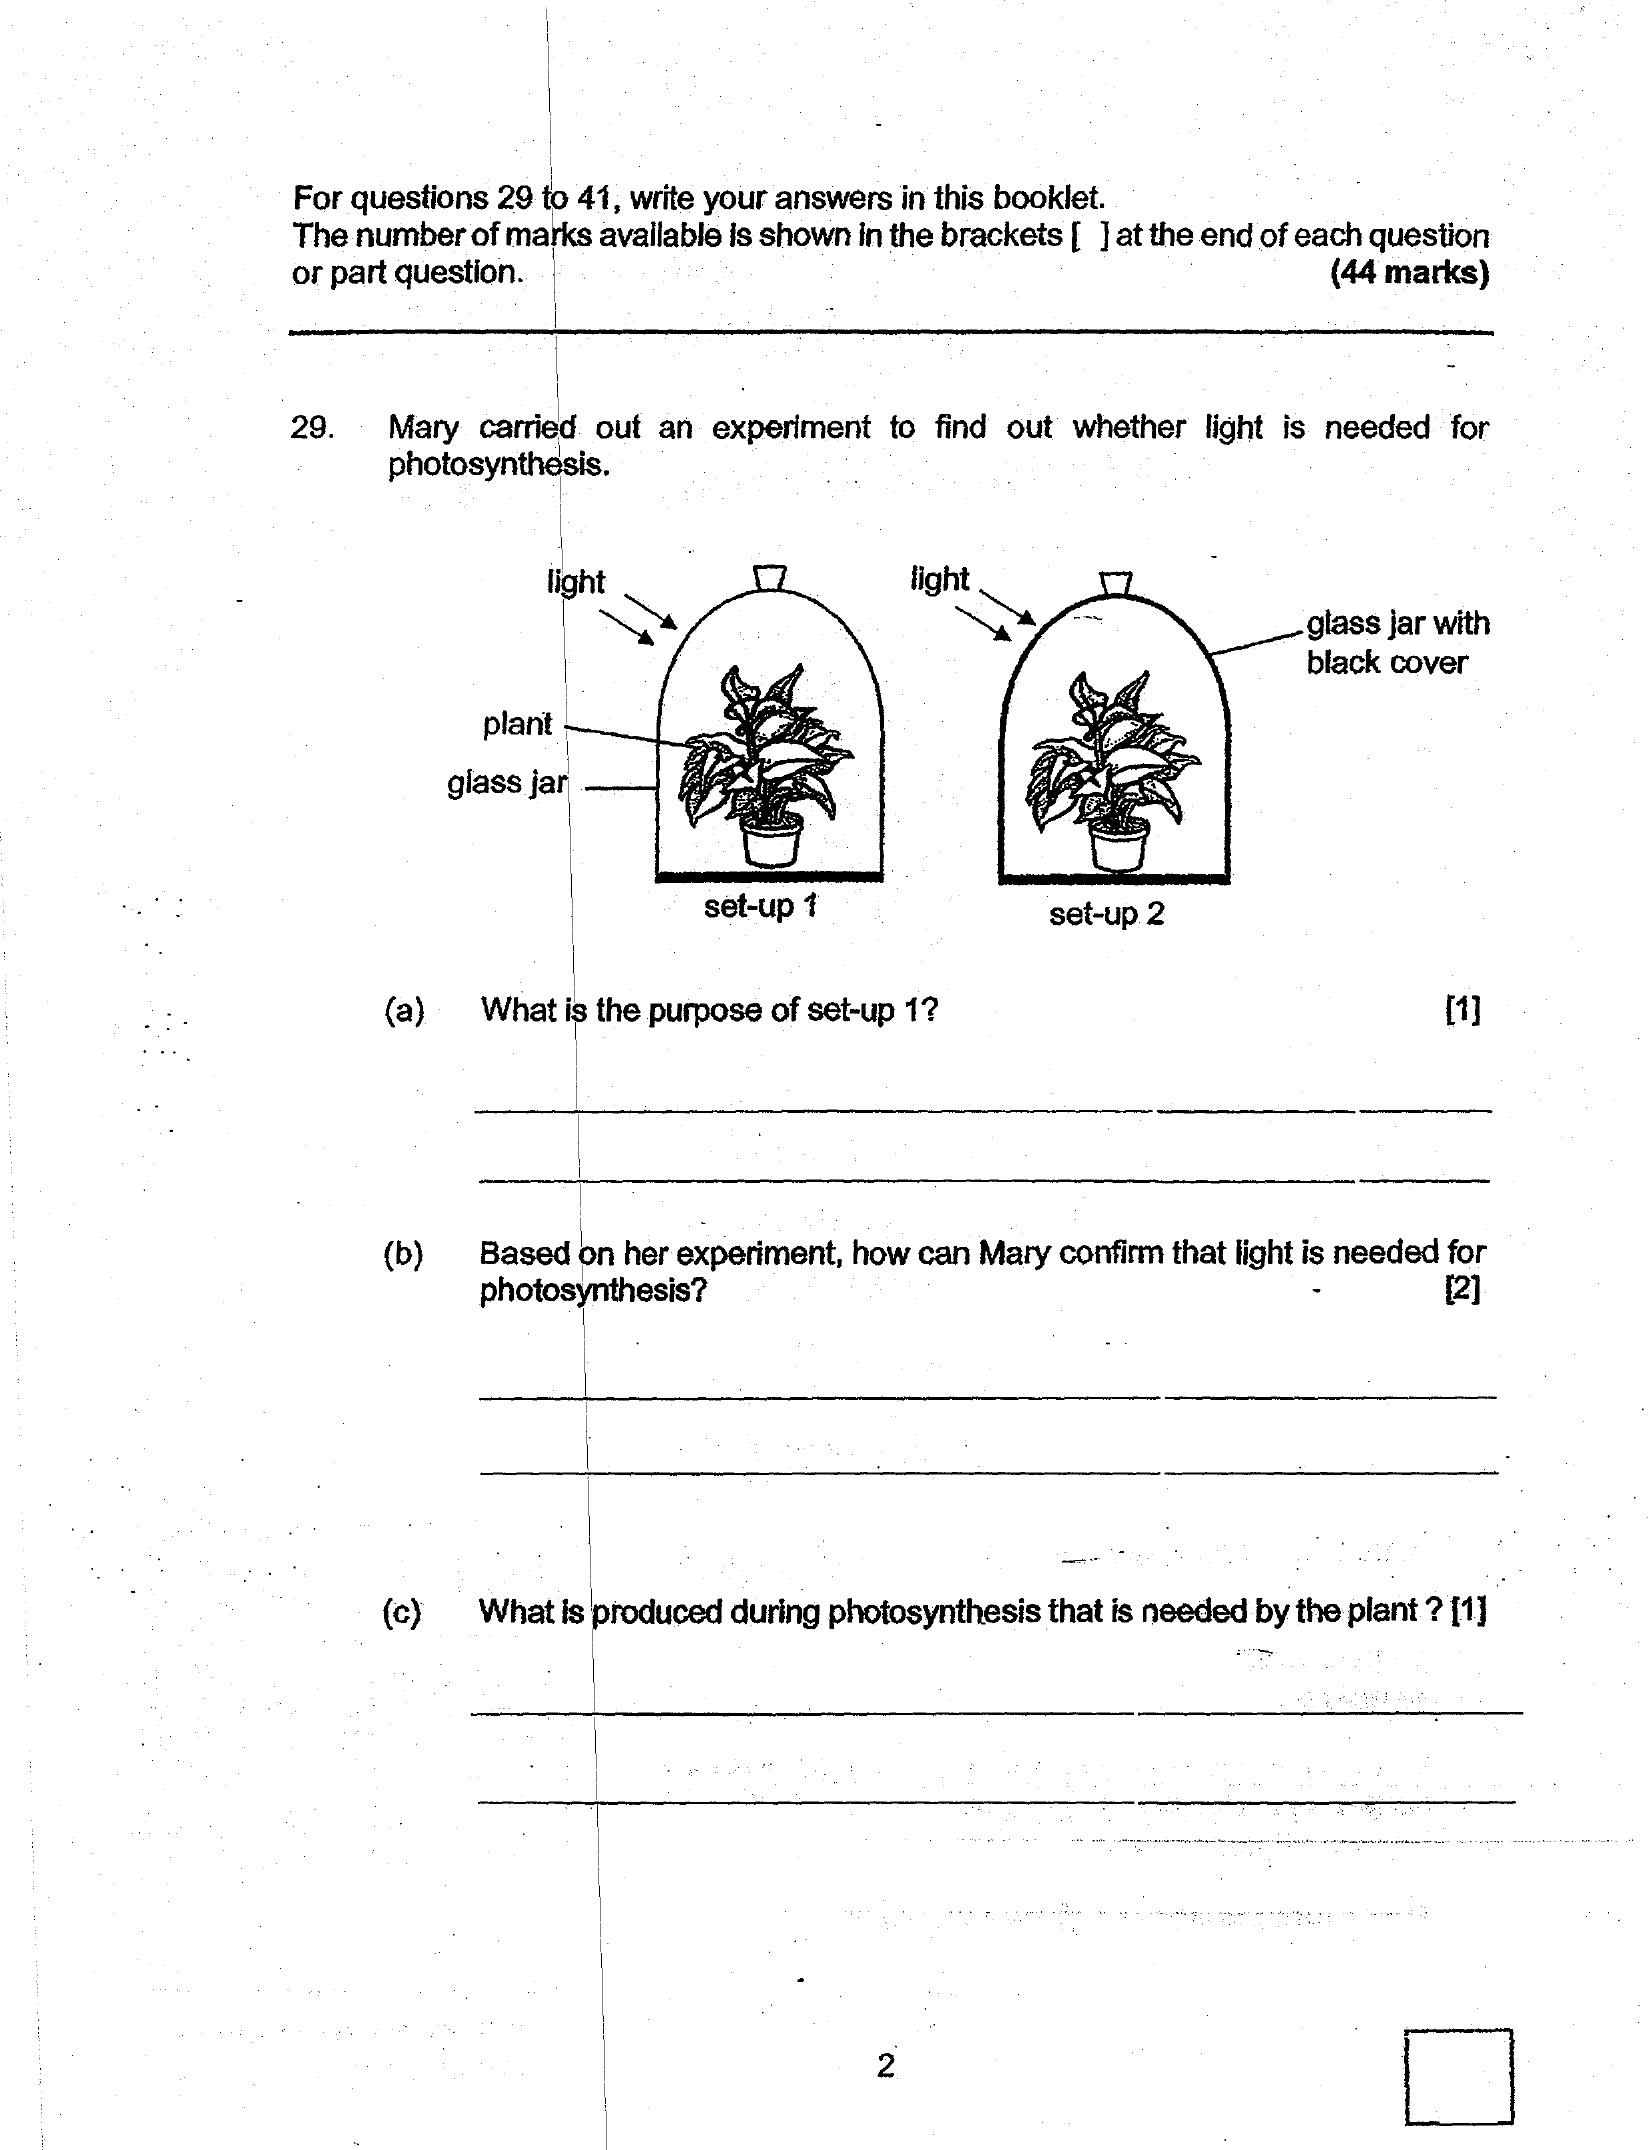 For questions 29 to 41, write your answers in this booklet.
The number of marks available is shown in the brackets [ ] at the end of each question
or part question. (44 marks)
29. Mary carried out an experiment to find out whether light is needed for
photosynthesis.
light
light
glass jar with
black cover
plant
glass jar
set-up 1
set-up 2
(a) What is the purpose of set-up 1? [1]
(b) Based on her experiment, how can Mary confirm that light is needed for
photosynthesis? [2]
(c) What is produced during photosynthesis that is needed by the plant ? [1]
2